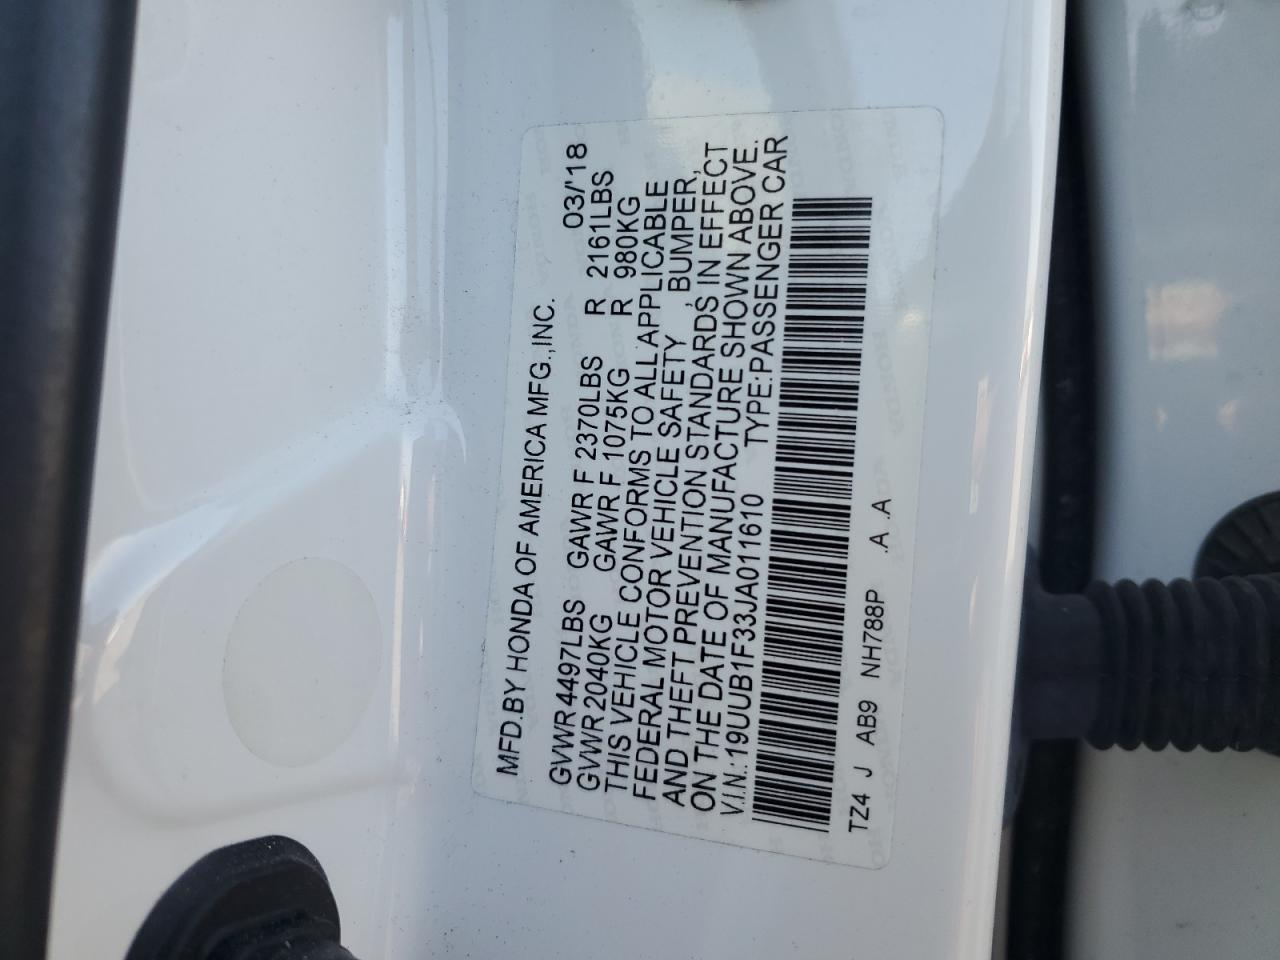 MFD.BY HONDA OF AMERICA MFG.,INC. 03/'18
GVWR 4497LBS GAWR F 2370LBS R 2161LBS
GVWR 2040KG GAWR F 1075KG R 980KG
THIS VEHICLE CONFORMS TO ALL APPLICABLE
FEDERAL MOTOR VEHICLE SAFETY , BUMPER,
AND THEFT PREVENTION STANDARDS IN EFFECT
ON THE DATE OF MANUFACTURE SHOWN ABOVE.
V.I.N.:19UUB1F33JA011610 TYPE:PASSENGER CAR
TZ4 J AB9 NH788P .A .A